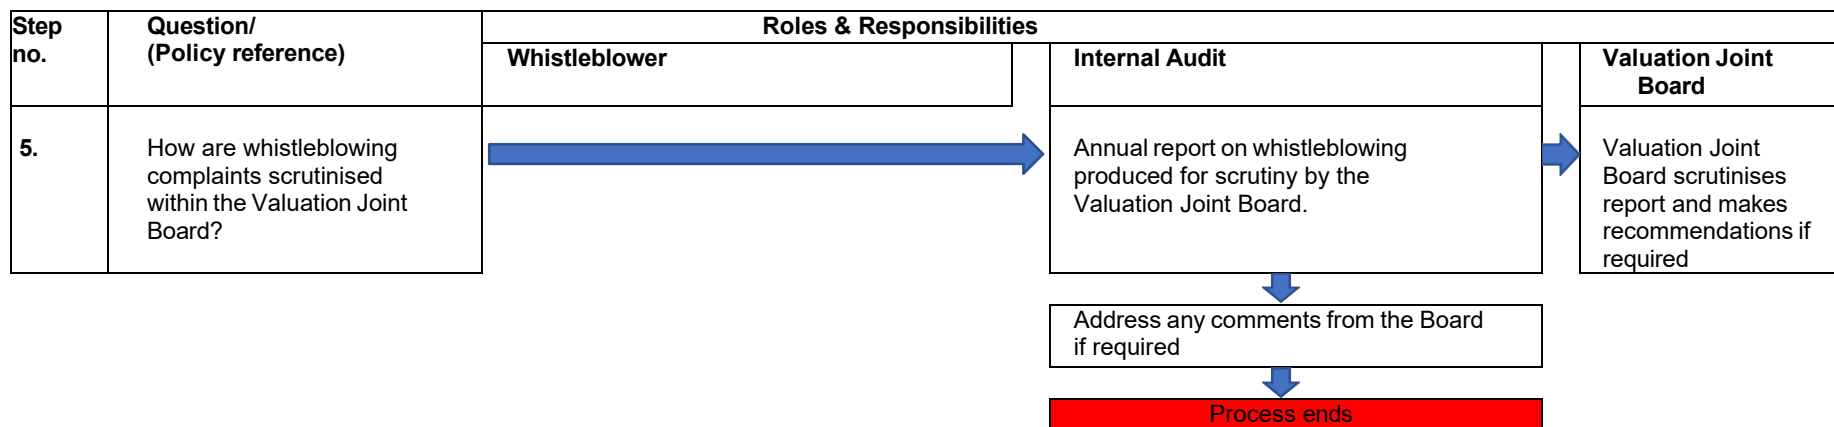 Step
no.
Question/
(Policy reference)
Roles & Responsibilities
Whistleblower
Internal Audit
Valuation Joint
Board
5.
How are whistleblowing
complaints scrutinised
within the Valuation Joint
Board?
Annual report on whistleblowing
produced for scrutiny by the
Valuation Joint Board.
Valuation Joint
Board scrutinises
report and makes
recommendations if
required
Address any comments from the Board
if required
Process ends